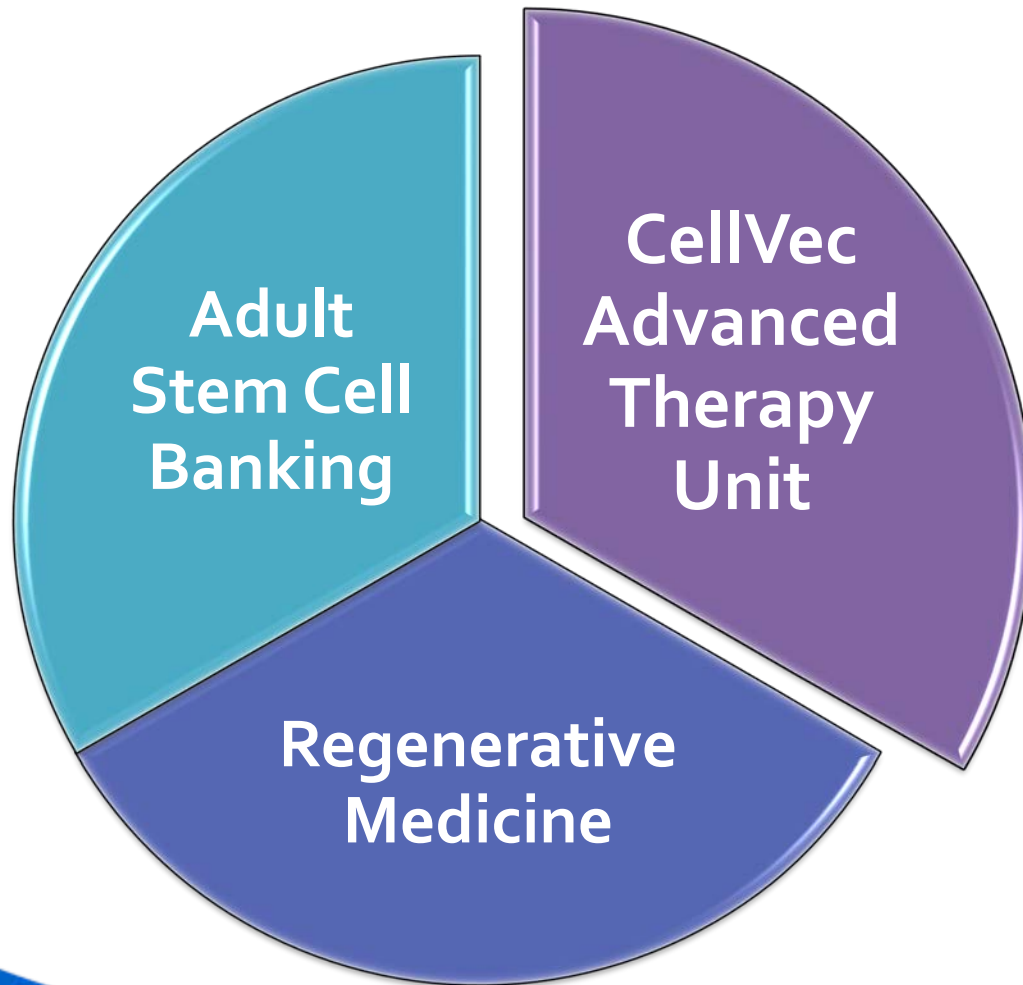 Adult
Stem Cell
Banking
CellVec
Advanced
Therapy
Unit
Regenerative
Medicine